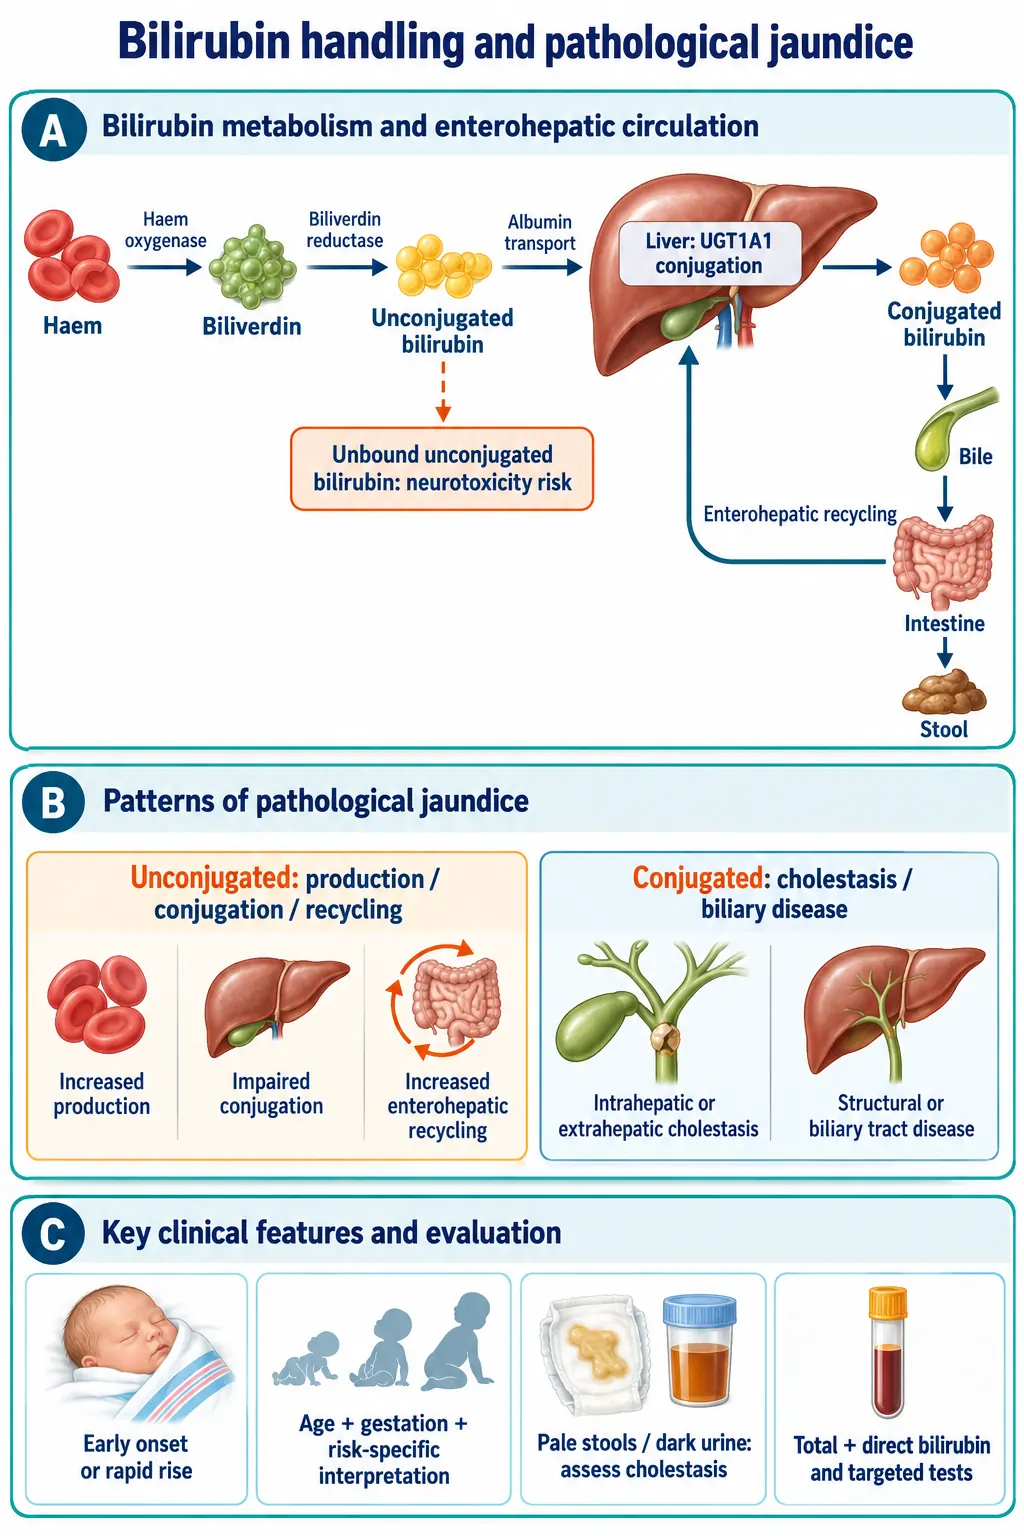 Bilirubin handling and pathological jaundice
A
Bilirubin metabolism and enterohepatic circulation
Haem
oxygenase
Biliverdin
reductase
Albumin
transport
Liver: UGT1A1
conjugation
Haem
Biliverdin
Unconjugated
bilirubin
Conjugated
bilirubin
Unbound unconjugated
bilirubin: neurotoxicity risk
Bile
Enterohepatic recycling
Intestine
Stool
B
Patterns of pathological jaundice
Unconjugated: production /
conjugation / recycling
Increased
production
Impaired
conjugation
Increased
enterohepatic
recycling
Conjugated: cholestasis /
biliary disease
Intrahepatic or
extrahepatic cholestasis
Structural or
biliary tract disease
C
Key clinical features and evaluation
Early onset
or rapid rise
Age + gestation +
risk-specific
interpretation
Pale stools / dark urine:
assess cholestasis
Total + direct bilirubin
and targeted tests